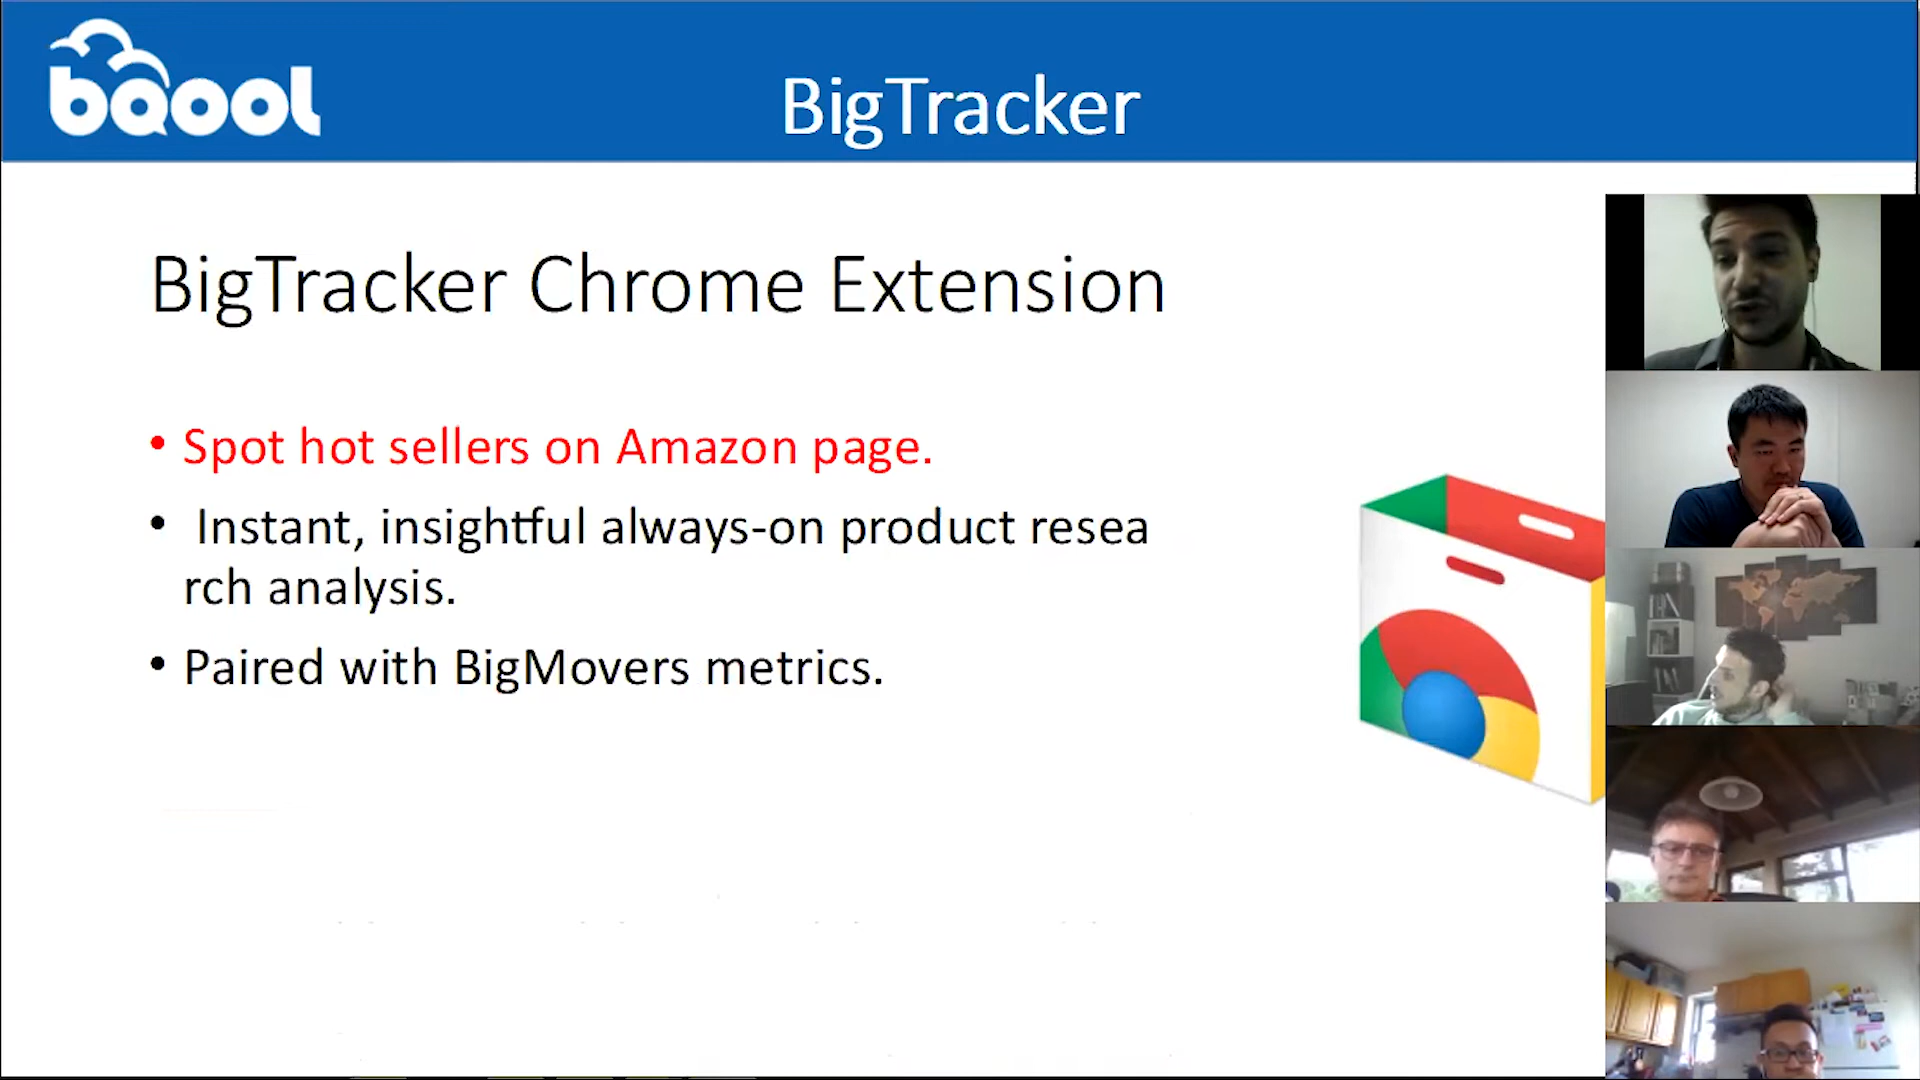 bqool
BigTracker
BigTracker Chrome Extension
• Spot hot sellers on Amazon page.
• Instant, insightful always-on product resea
rch analysis.
• Paired with BigMovers metrics.